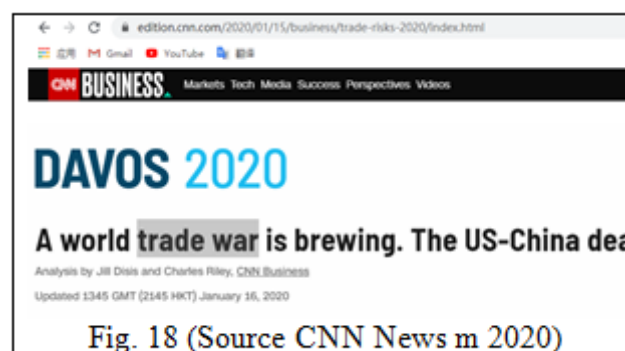 edition.cnn.com/2020/01/15/business/trade-risks-2020/index.html
应用 Gmail YouTube 翻译
CNN BUSINESS Markets Tech Media Success Perspectives Videos
DAVOS 2020
A world trade war is brewing. The US-China dea
Analysis by Jill Disis and Charles Riley, CNN Business
Updated 1345 GMT (2145 HKT) January 16, 2020
Fig. 18 (Source CNN News m 2020)